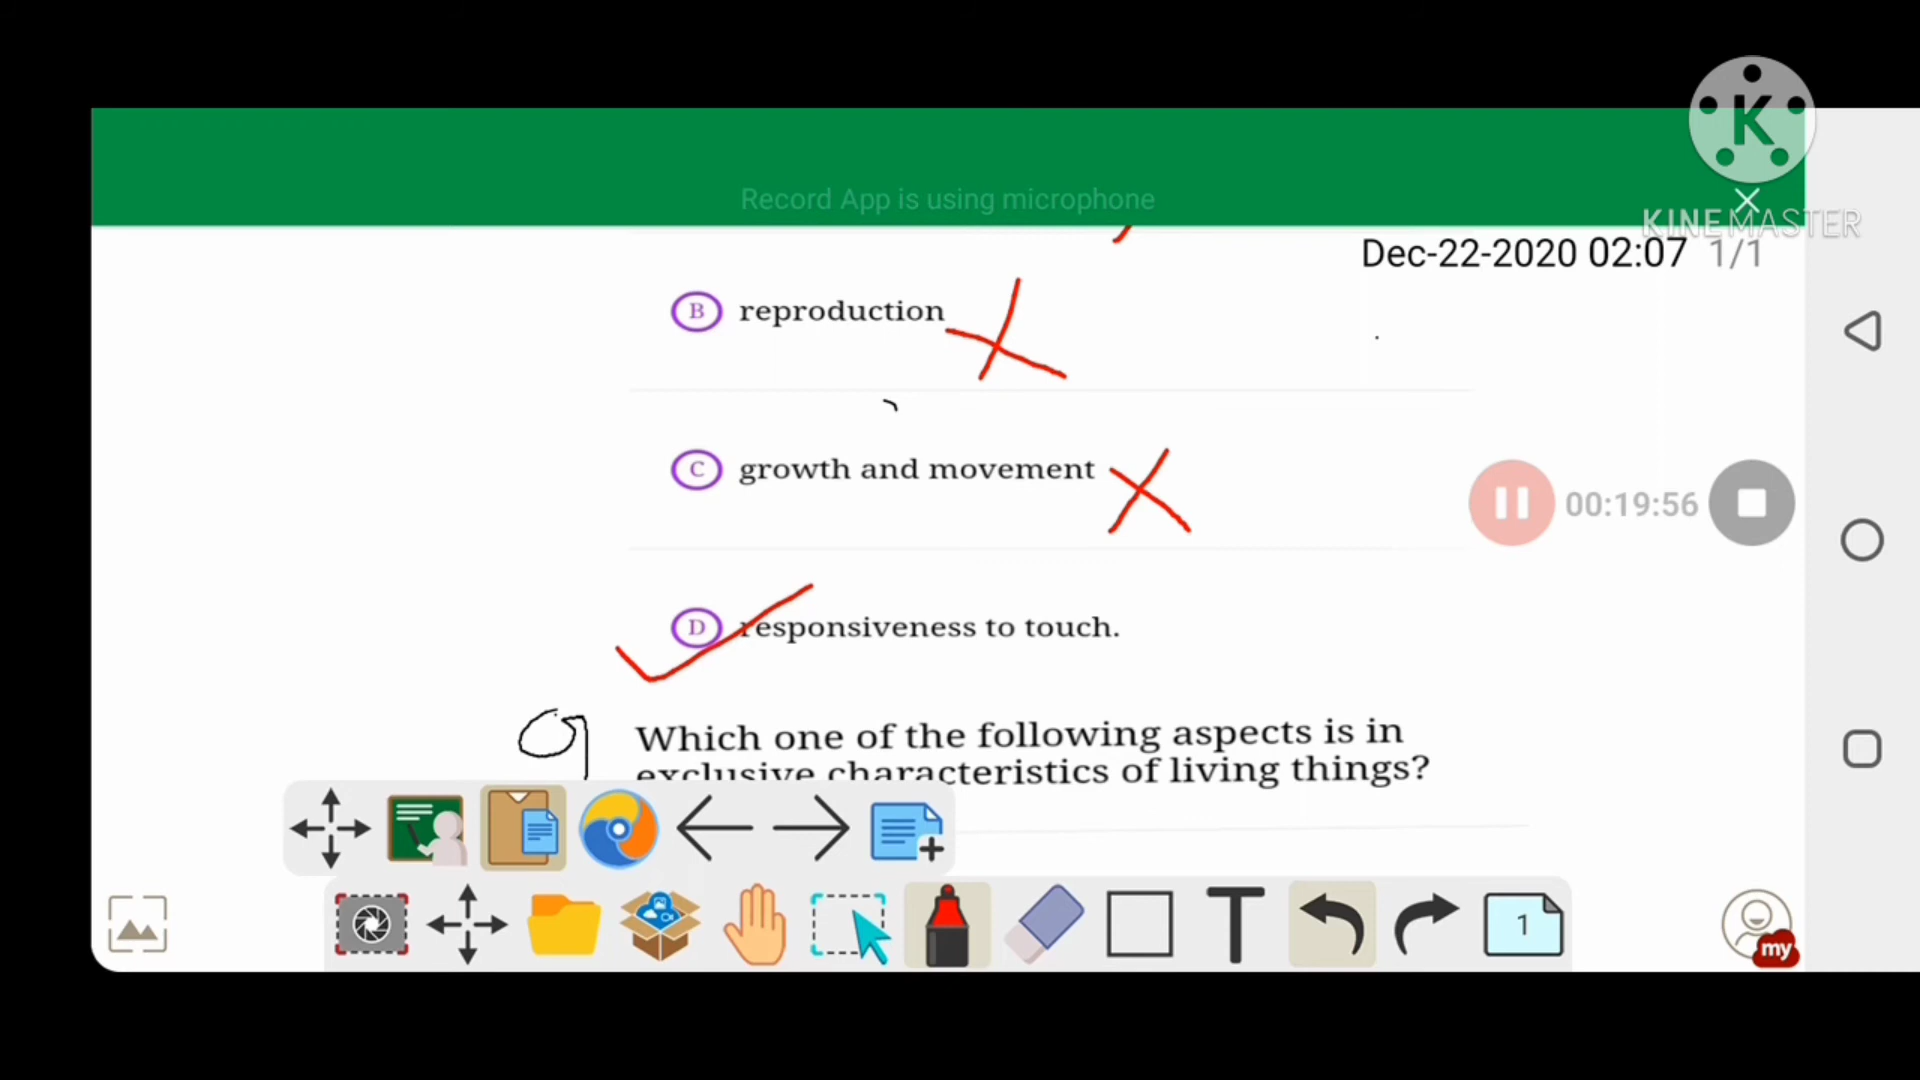 K
Record App is using microphone
KINEMASTER
Dec-22-2020 02:07 1/1
B reproduction
C growth and movement
00:19:56
D responsiveness to touch.
9 Which one of the following aspects is in
exclusive characteristics of living things?
T
1
my